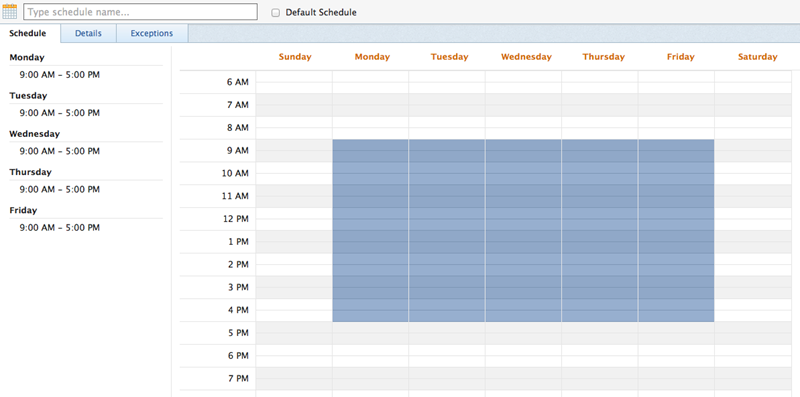 Type schedule name...
Default Schedule
Schedule Details Exceptions
Monday
9:00 AM – 5:00 PM
Tuesday
9:00 AM – 5:00 PM
Wednesday
9:00 AM – 5:00 PM
Thursday
9:00 AM – 5:00 PM
Friday
9:00 AM – 5:00 PM
Sunday Monday Tuesday Wednesday Thursday Friday Saturday
6 AM
7 AM
8 AM
9 AM
10 AM
11 AM
12 PM
1 PM
2 PM
3 PM
4 PM
5 PM
6 PM
7 PM